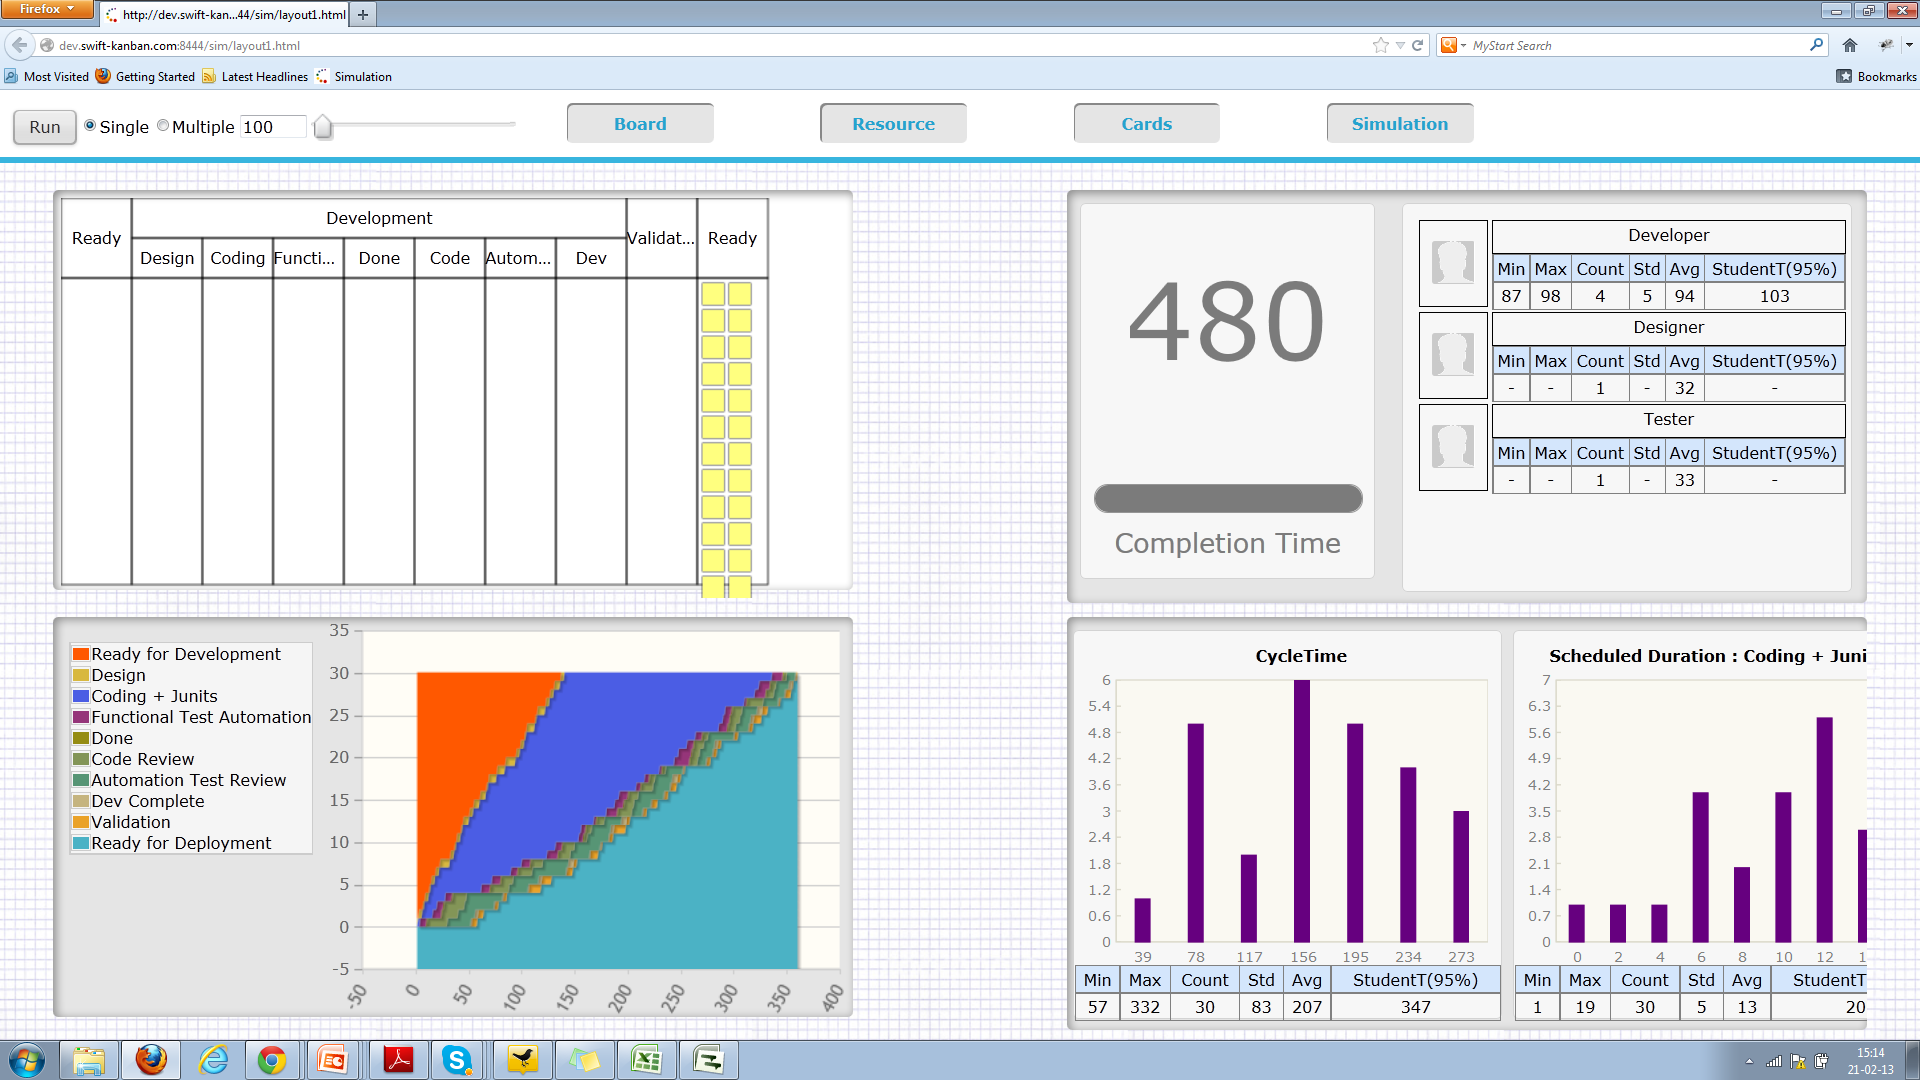 Firefox
http://dev.swift-kan...44/sim/layout1.html
dev.swift-kanban.com:8444/sim/layout1.html
MyStart Search
Most Visited Getting Started Latest Headlines Simulation Bookmarks
Run Single Multiple 100 Board Resource Cards Simulation
Ready Development Validat... Ready
Design Coding Functi... Done Code Autom... Dev
480
Completion Time
Developer
Min Max Count Std Avg StudentT(95%)
87 98 4 5 94 103
Designer
Min Max Count Std Avg StudentT(95%)
- - 1 - 32 -
Tester
Min Max Count Std Avg StudentT(95%)
- - 1 - 33 -
Ready for Development
Design
Coding + Junits
Functional Test Automation
Done
Code Review
Automation Test Review
Dev Complete
Validation
Ready for Deployment
35
30
25
20
15
10
5
0
-5
-50 0 50 100 150 200 250 300 350 400
CycleTime
6
5.4
4.8
4.2
3.6
3
2.4
1.8
1.2
0.6
0
39 78 117 156 195 234 273
Min Max Count Std Avg StudentT(95%)
57 332 30 83 207 347
Scheduled Duration : Coding + Juni
7
6.3
5.6
4.9
4.2
3.5
2.8
2.1
1.4
0.7
0
0 2 4 6 8 10 12 1
Min Max Count Std Avg StudentT
1 19 30 5 13 20
15:14
21-02-13